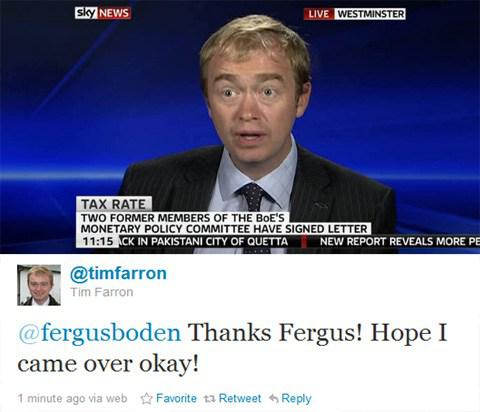 sky NEWS
LIVE WESTMINSTER
TAX RATE
TWO FORMER MEMBERS OF THE BoE'S
MONETARY POLICY COMMITTEE HAVE SIGNED LETTER
11:15 ACK IN PAKISTANI CITY OF QUETTA NEW REPORT REVEALS MORE PE
@timfarron
Tim Farron
@fergusboden Thanks Fergus! Hope I
came over okay!
1 minute ago via web Favorite Retweet Reply